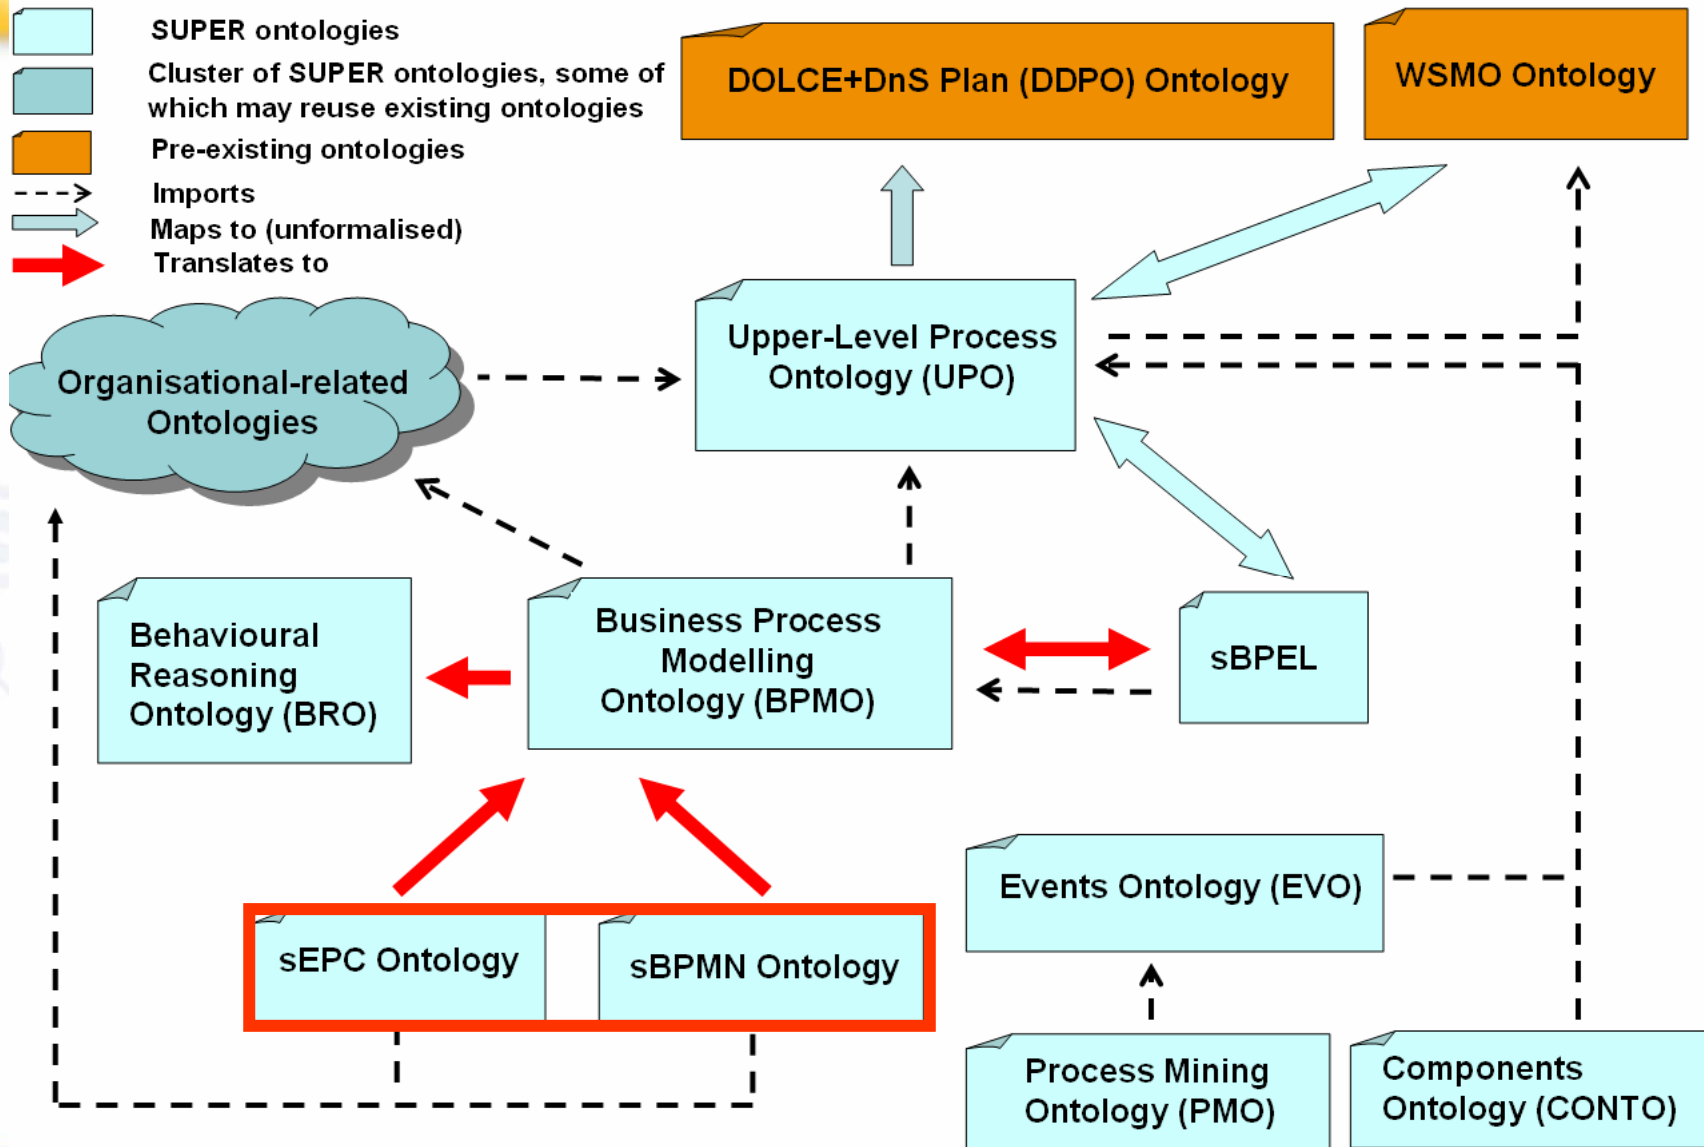 SUPER ontologies
Cluster of SUPER ontologies, some of
which may reuse existing ontologies
Pre-existing ontologies
Imports
Maps to (unformalised)
Translates to
DOLCE+DnS Plan (DDPO) Ontology
WSMO Ontology
Upper-Level Process
Ontology (UPO)
Organisational-related
Ontologies
Behavioural
Reasoning
Ontology (BRO)
Business Process
Modelling
Ontology (BPMO)
sBPEL
Events Ontology (EVO)
sEPC Ontology
sBPMN Ontology
Process Mining
Ontology (PMO)
Components
Ontology (CONTO)